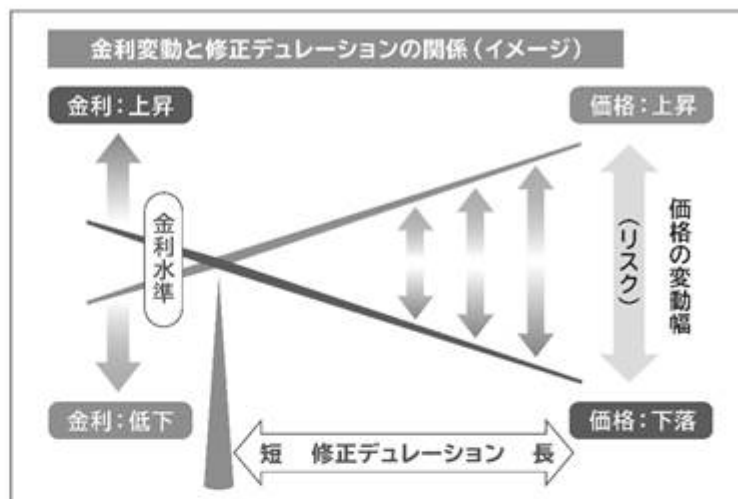 金利変動と修正デュレーションの関係（イメージ）
金利：上昇
価格：上昇
金利水準
価格の変動幅
（リスク）
金利：低下
価格：下落
短 修正デュレーション 長